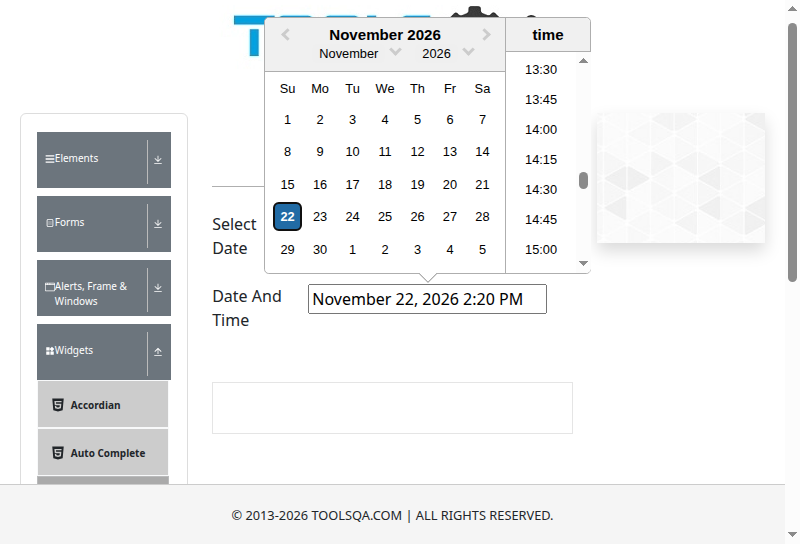 November 2026
November 2026
time
Su Mo Tu We Th Fr Sa
1 2 3 4 5 6 7
8 9 10 11 12 13 14
15 16 17 18 19 20 21
22 23 24 25 26 27 28
29 30 1 2 3 4 5
13:30
13:45
14:00
14:15
14:30
14:45
15:00
Elements
Forms
Alerts, Frame &
Windows
Widgets
Accordian
Auto Complete
Select
Date
Date And
Time
November 22, 2026 2:20 PM
© 2013-2026 TOOLSQA.COM | ALL RIGHTS RESERVED.